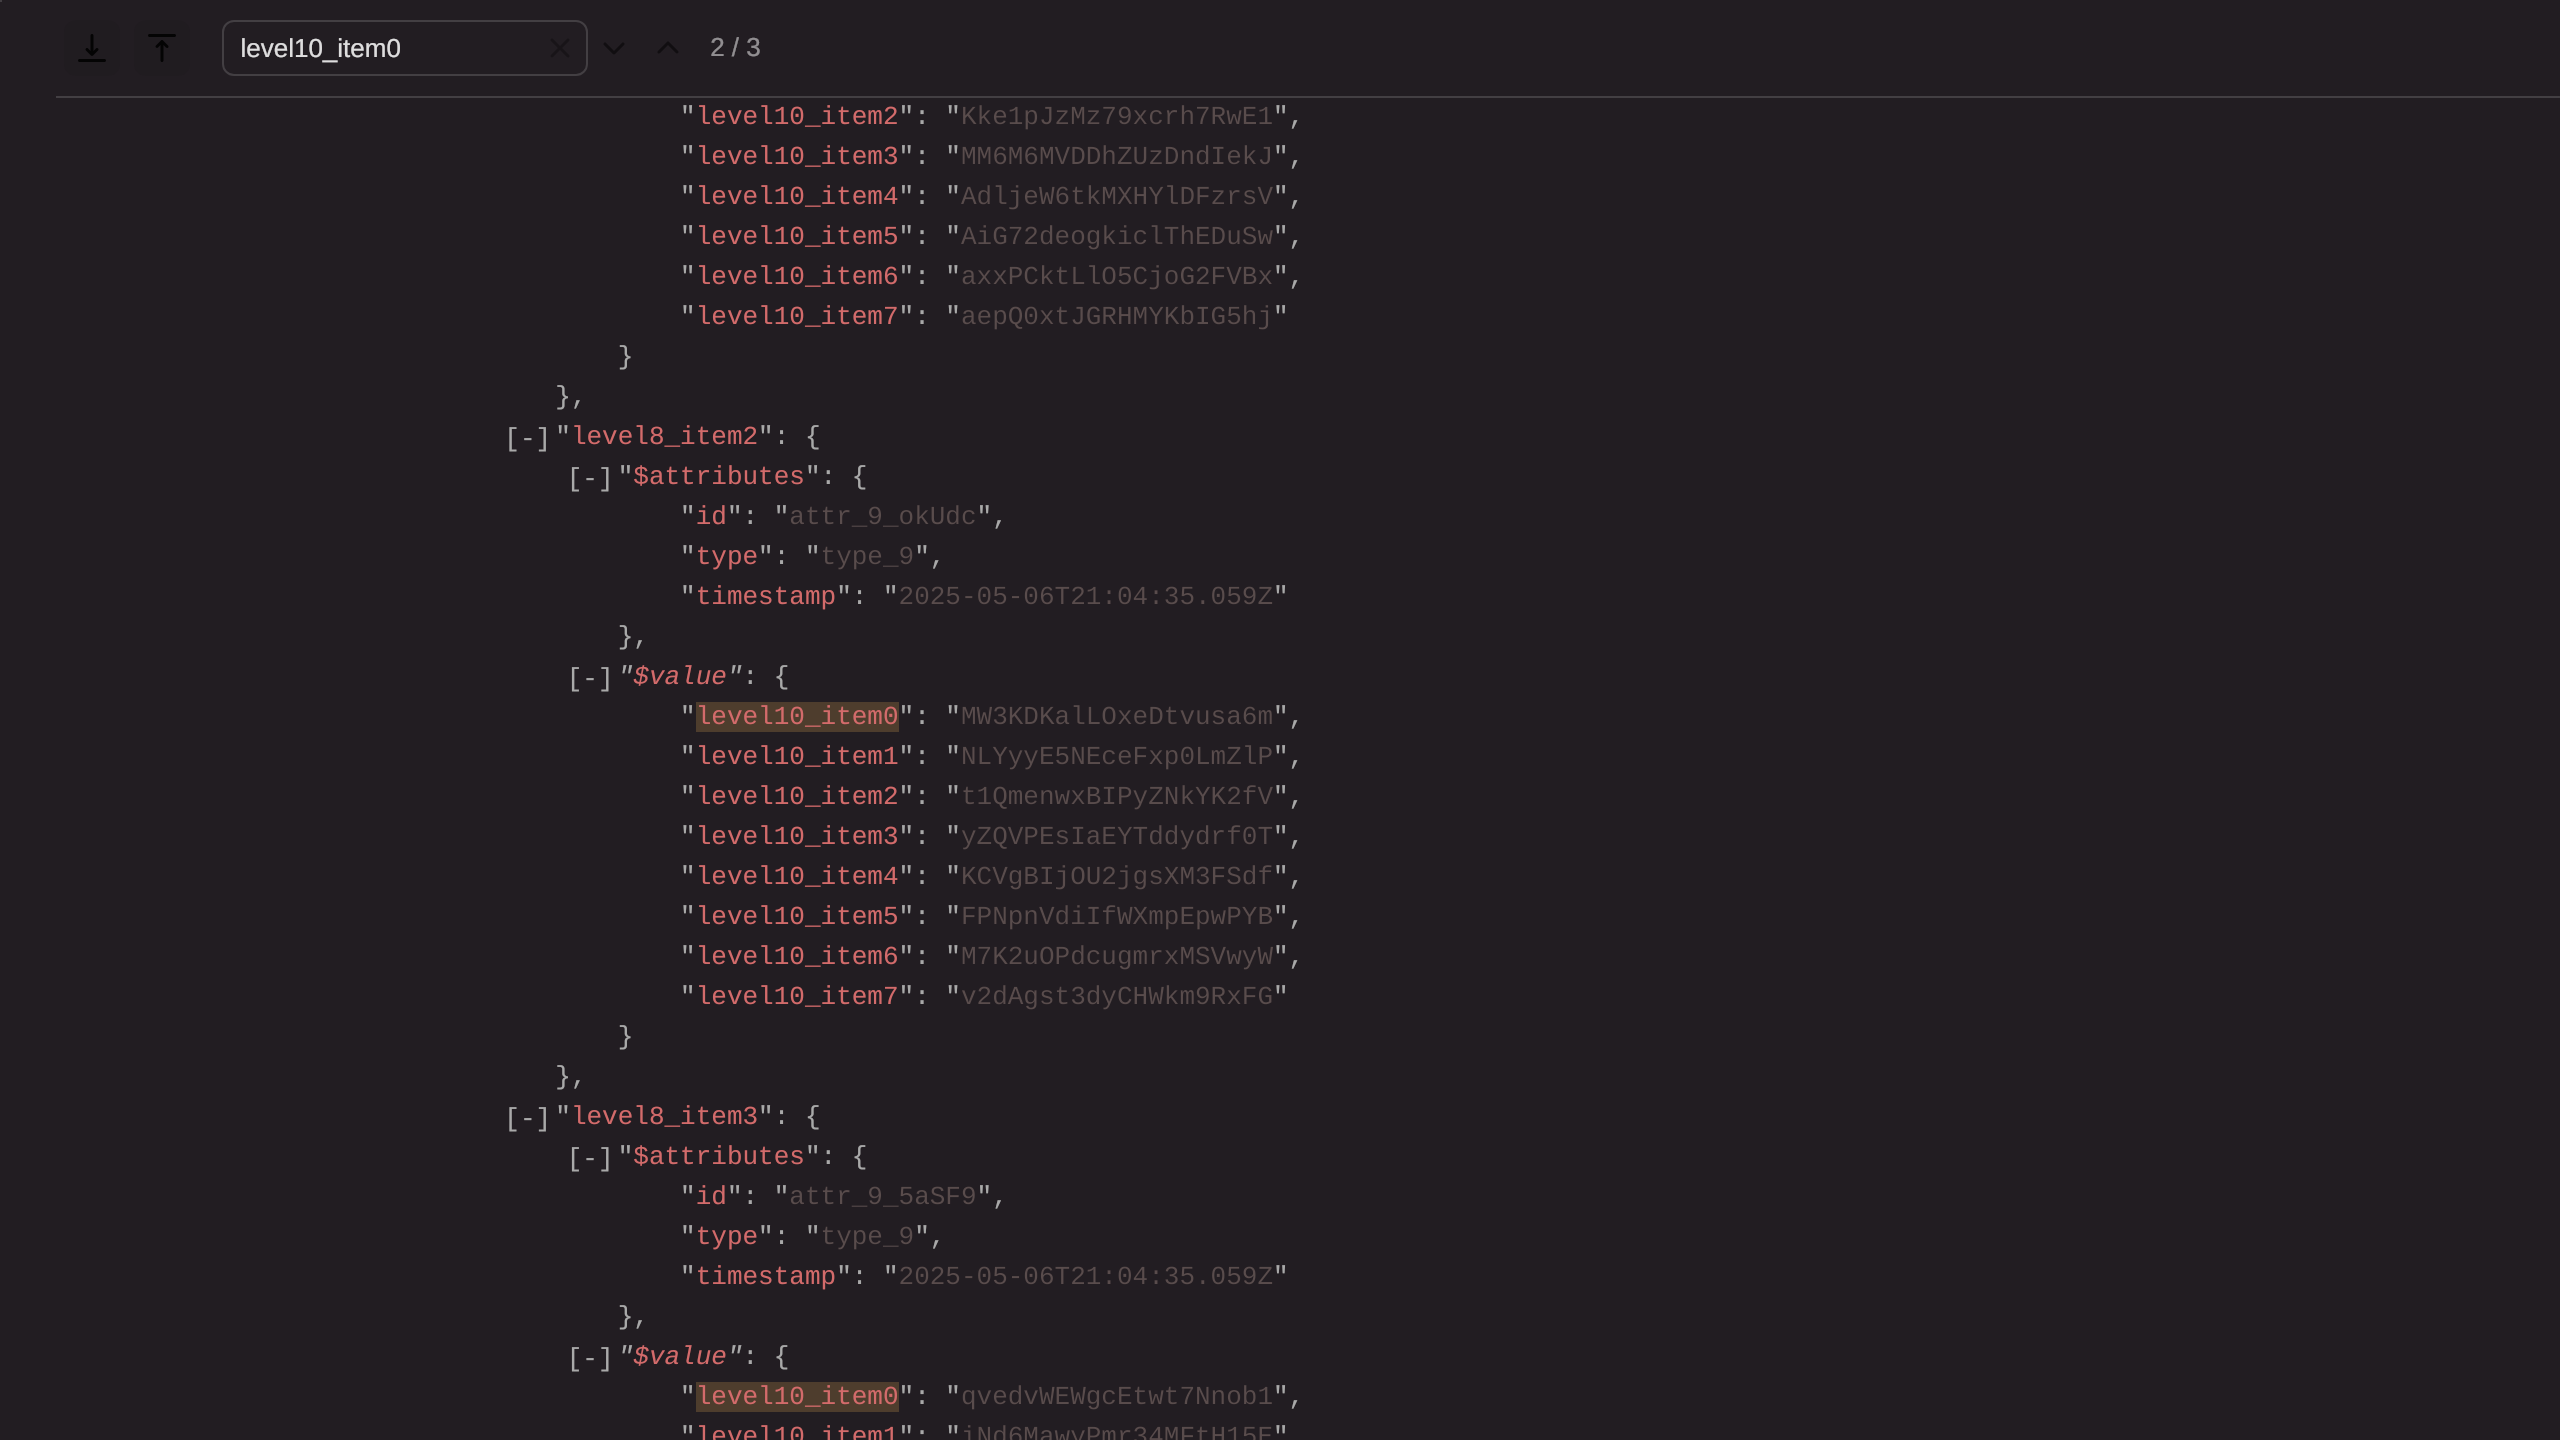 level10_item0 2 / 3
"level10_item2": "Kke1pJzMz79xcrh7RwE1",
"level10_item3": "MM6M6MVDDhZUzDndIekJ",
"level10_item4": "AdljeW6tkMXHYlDFzrsV",
"level10_item5": "AiG72deogkiclThEDuSw",
"level10_item6": "axxPCktLlO5CjoG2FVBx",
"level10_item7": "aepQ0xtJGRHMYKbIG5hj"
}
},
[-]"level8_item2": {
[-]"$attributes": {
"id": "attr_9_okUdc",
"type": "type_9",
"timestamp": "2025-05-06T21:04:35.059Z"
},
[-]"$value": {
"level10_item0": "MW3KDKalLOxeDtvusa6m",
"level10_item1": "NLYyyE5NEceFxp0LmZlP",
"level10_item2": "t1QmenwxBIPyZNkYK2fV",
"level10_item3": "yZQVPEsIaEYTddydrf0T",
"level10_item4": "KCVgBIjOU2jgsXM3FSdf",
"level10_item5": "FPNpnVdiIfWXmpEpwPYB",
"level10_item6": "M7K2uOPdcugmrxMSVwyW",
"level10_item7": "v2dAgst3dyCHWkm9RxFG"
}
},
[-]"level8_item3": {
[-]"$attributes": {
"id": "attr_9_5aSF9",
"type": "type_9",
"timestamp": "2025-05-06T21:04:35.059Z"
},
[-]"$value": {
"level10_item0": "qvedvWEWgcEtwt7Nnob1",
"level10_item1":